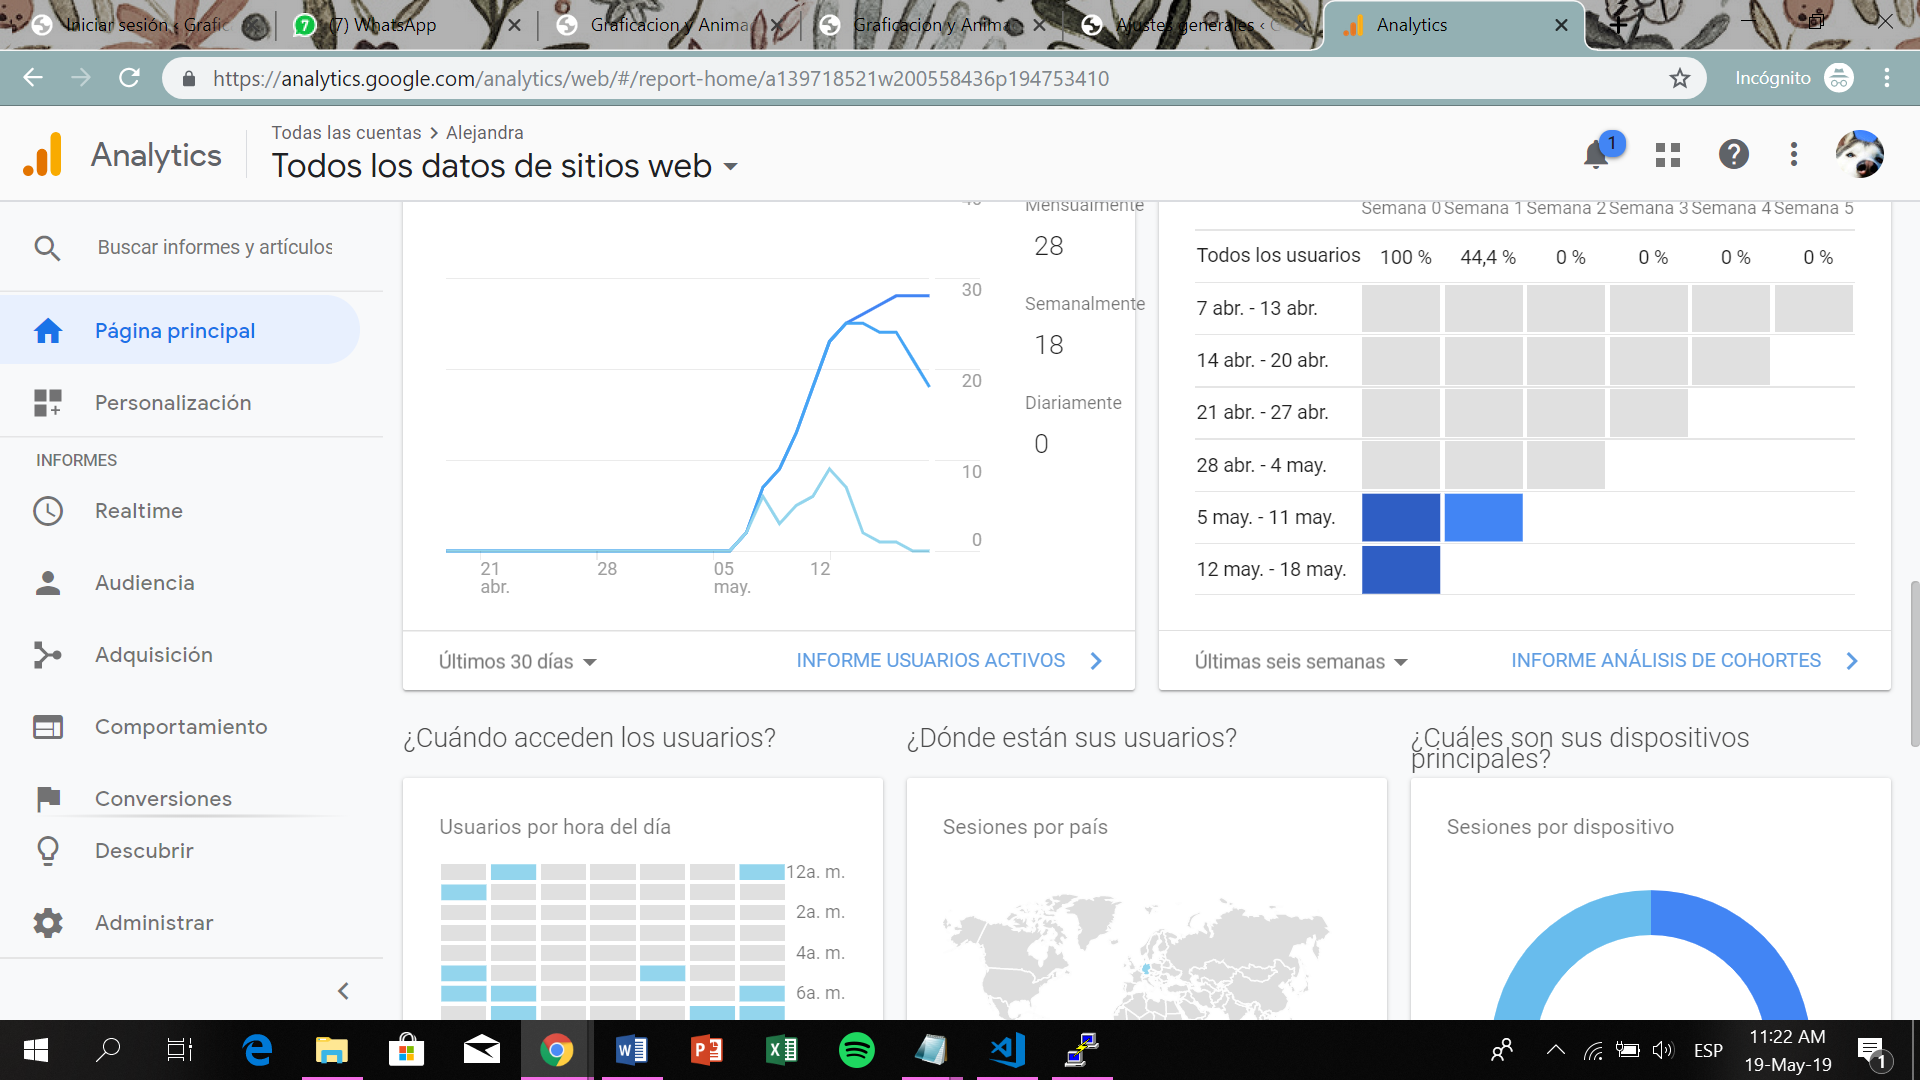 Iniciar sesión ‹ Grafic
7
(7) WhatsApp
Graficacion y Anima
Graficacion y Anima
Ajustes generales ‹ G
Analytics
https://analytics.google.com/analytics/web/#/report-home/a139718521w200558436p194753410
Incógnito
Analytics
Todas las cuentas > Alejandra
Todos los datos de sitios web
1
Buscar informes y artículos
Página principal
Personalización
INFORMES
Realtime
Audiencia
Adquisición
Comportamiento
Conversiones
Descubrir
Administrar
40
30
20
10
0
21
abr.
28
05
may.
12
Mensualmente
28
Semanalmente
18
Diariamente
0
Últimos 30 días
INFORME USUARIOS ACTIVOS
Semana 0 Semana 1 Semana 2 Semana 3 Semana 4 Semana 5
Todos los usuarios 100 % 44,4 % 0 % 0 % 0 % 0 %
7 abr. - 13 abr.
14 abr. - 20 abr.
21 abr. - 27 abr.
28 abr. - 4 may.
5 may. - 11 may.
12 may. - 18 may.
Últimas seis semanas
INFORME ANÁLISIS DE COHORTES
¿Cuándo acceden los usuarios?
Usuarios por hora del día
12a. m.
2a. m.
4a. m.
6a. m.
¿Dónde están sus usuarios?
Sesiones por país
¿Cuáles son sus dispositivos
principales?
Sesiones por dispositivo
ESP
11:22 AM
19-May-19
1